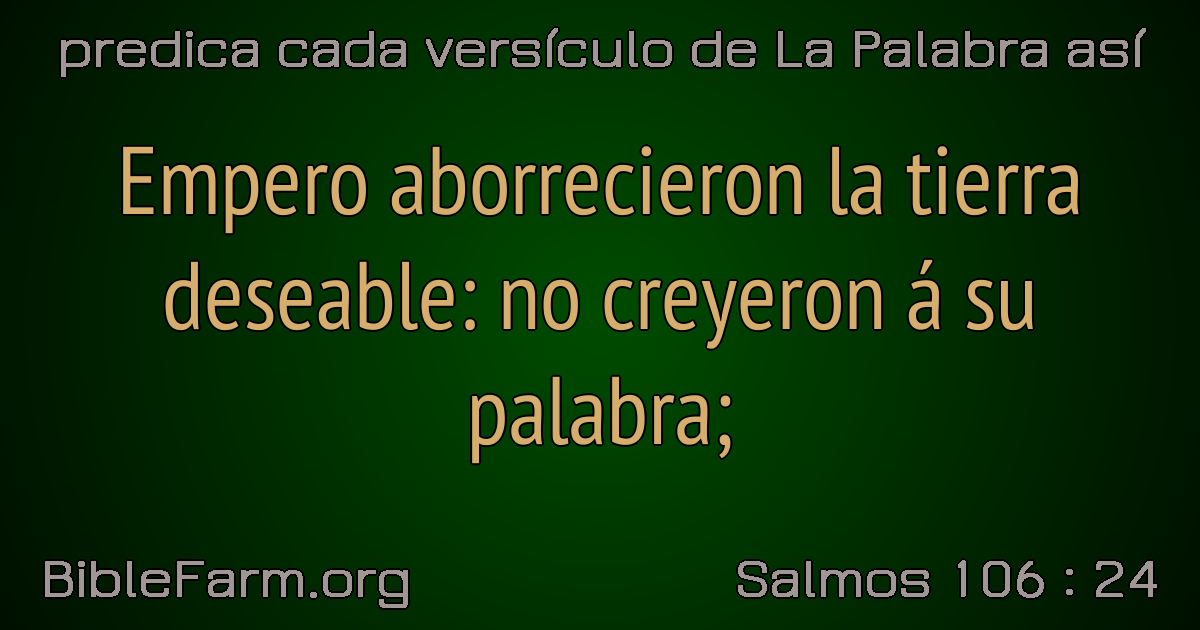 predica cada versículo de La Palabra así
Empero aborrecieron la tierra
deseable: no creyeron á su
palabra;
BibleFarm.org
Salmos 106 : 24